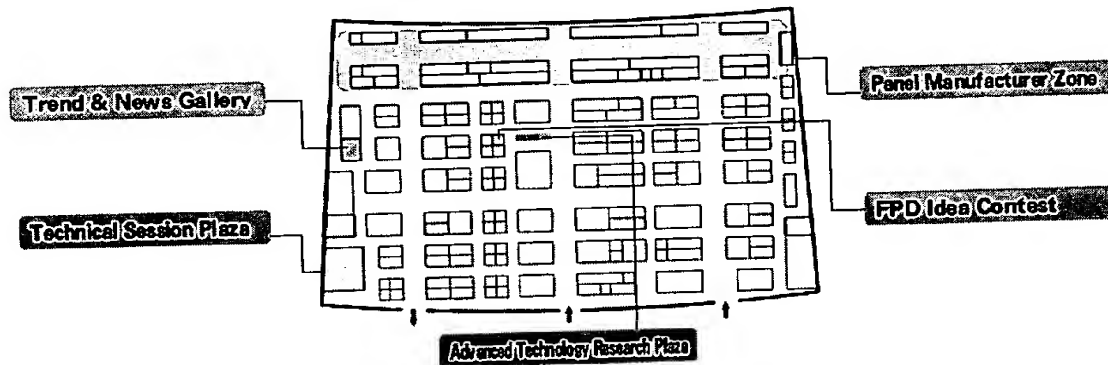 Trend & News Gallery
Panel Manufacturer Zone
Technical Session Plaza
FPD Idea Contest
Advanced Technology Research Plaza